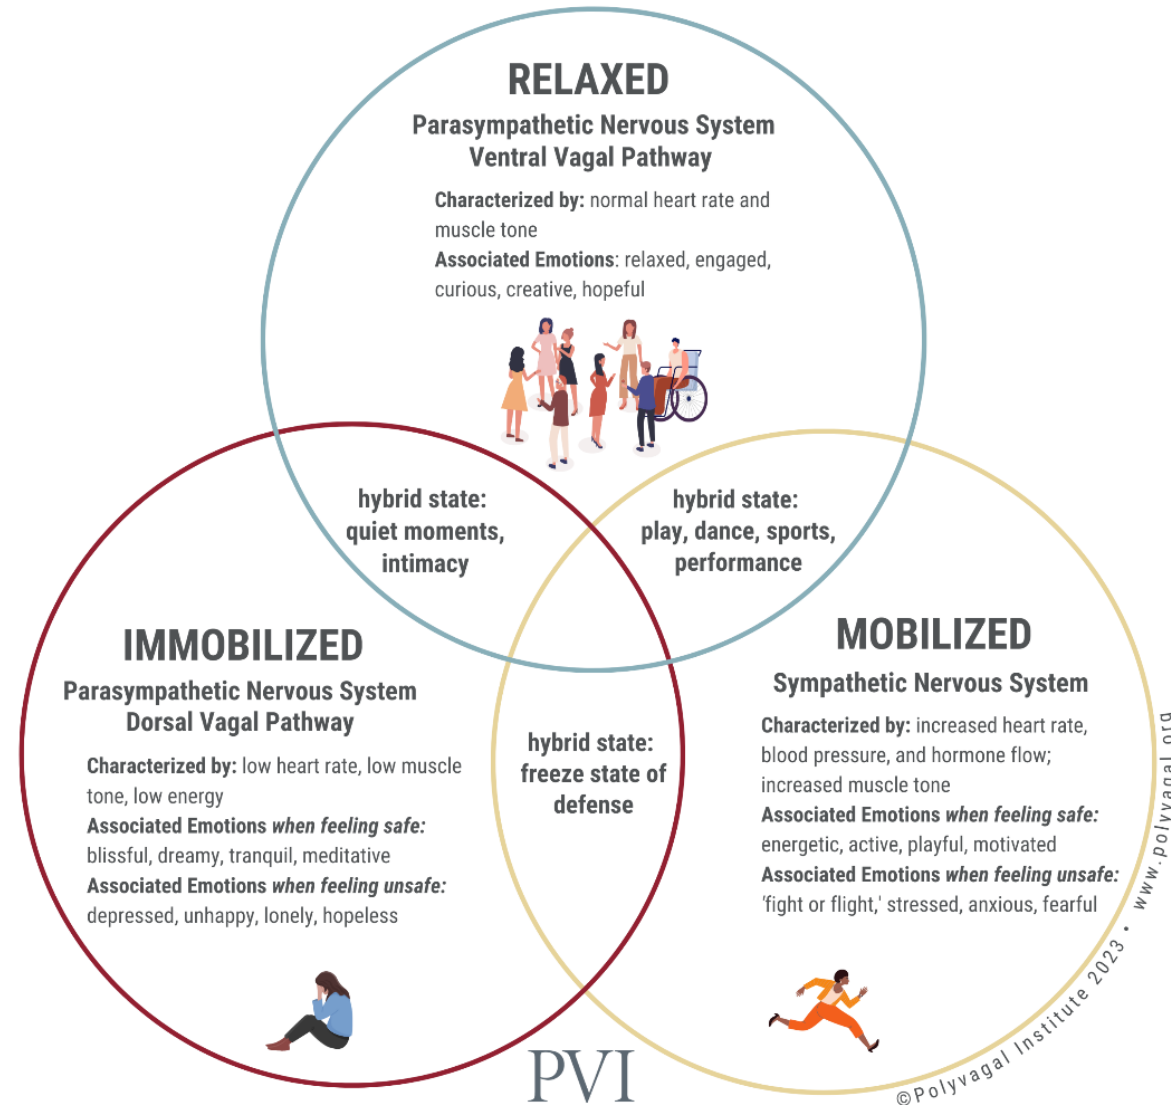 RELAXED
Parasympathetic Nervous System
Ventral Vagal Pathway
Characterized by: normal heart rate and
muscle tone
Associated Emotions: relaxed, engaged,
curious, creative, hopeful
hybrid state:
quiet moments,
intimacy
hybrid state:
play, dance, sports,
performance
IMMOBILIZED
Parasympathetic Nervous System
Dorsal Vagal Pathway
Characterized by: low heart rate, low muscle
tone, low energy
Associated Emotions when feeling safe:
blissful, dreamy, tranquil, meditative
Associated Emotions when feeling unsafe:
depressed, unhappy, lonely, hopeless
hybrid state:
freeze state of
defense
MOBILIZED
Sympathetic Nervous System
Characterized by: increased heart rate,
blood pressure, and hormone flow;
increased muscle tone
Associated Emotions when feeling safe:
energetic, active, playful, motivated
Associated Emotions when feeling unsafe:
'fight or flight,' stressed, anxious, fearful
PVI
©Polyvagal Institute 2023 • www.polyvagal.org